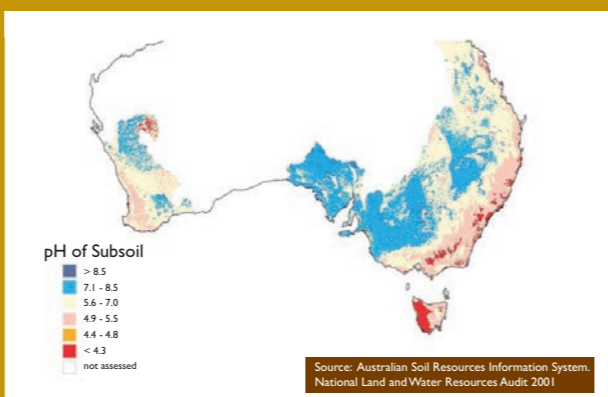 pH of Subsoil
> 8.5
7.1 - 8.5
5.6 - 7.0
4.9 - 5.5
4.4 - 4.8
< 4.3
not assessed
Source: Australian Soil Resources Information System.
National Land and Water Resources Audit 2001